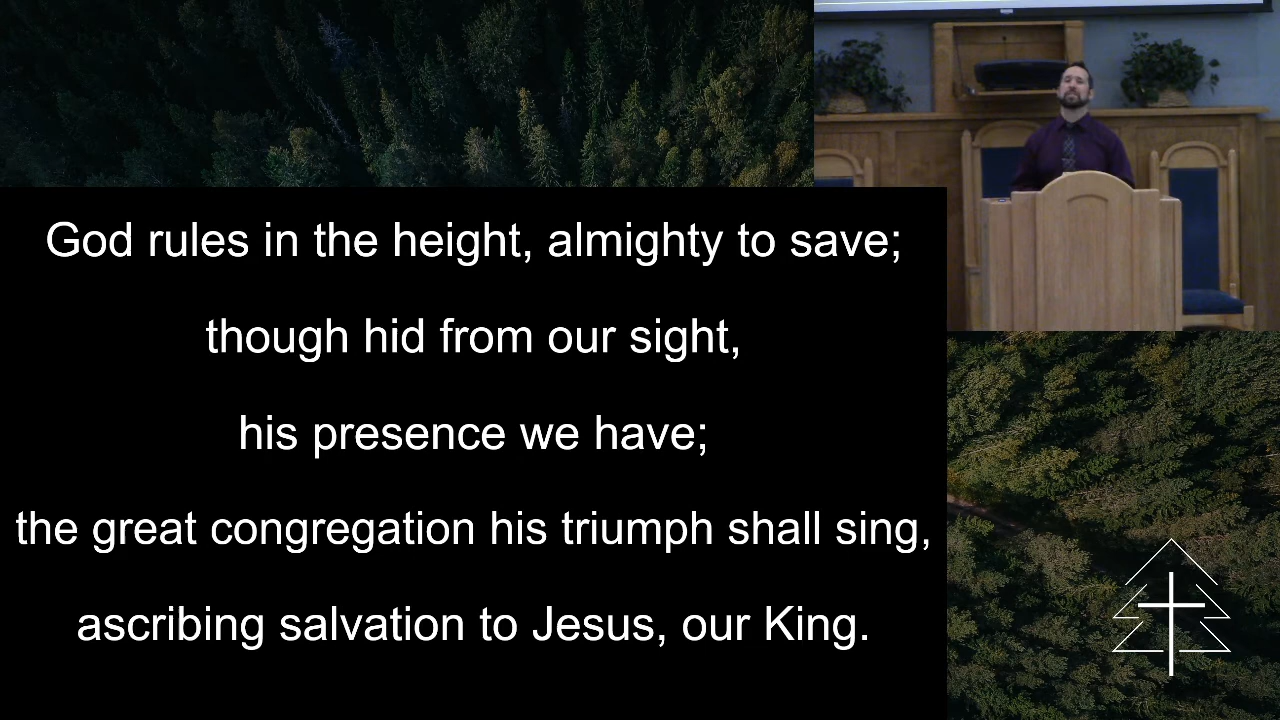 God rules in the height, almighty to save;
though hid from our sight,
his presence we have;
the great congregation his triumph shall sing,
ascribing salvation to Jesus, our King.